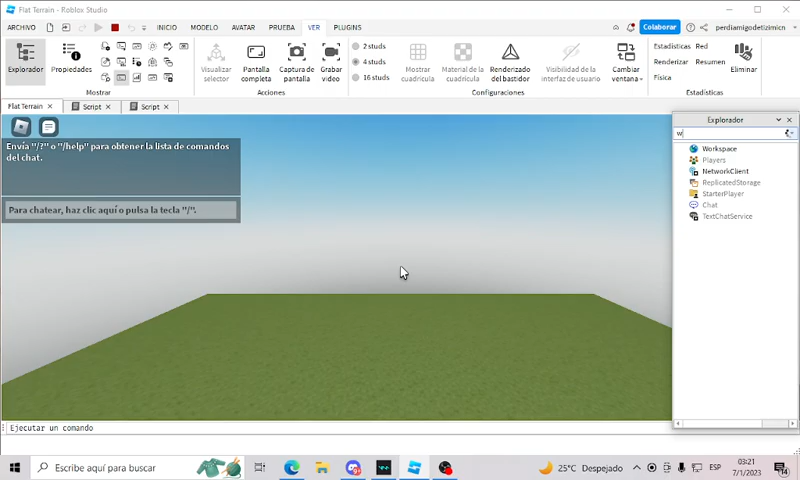 Flat Terrain - Roblox Studio
ARCHIVO INICIO MODELO AVATAR PRUEBA VER PLUGINS Colaborar perdiamigodetizimicn
Explorador Propiedades
Mostrar
Visualizar selector
Pantalla completa
Captura de pantalla
Grabar vídeo
Acciones
2 studs
4 studs
16 studs
Mostrar cuadrícula
Material de la cuadrícula
Renderizado del bastidor
Visibilidad de la interfaz de usuario
Cambiar ventana
Configuraciones
Estadísticas Red
Renderizar Resumen
Física
Eliminar
Estadísticas
Flat Terrain Script Script
Envía "/?" o "/help" para obtener la lista de comandos
del chat.
Para chatear, haz clic aquí o pulsa la tecla "/".
Explorador
w
Workspace
Players
NetworkClient
ReplicatedStorage
StarterPlayer
Chat
TextChatService
Ejecutar un comando
Escribe aquí para buscar
25°C Despejado
ESP
03:21
7/1/2023
14